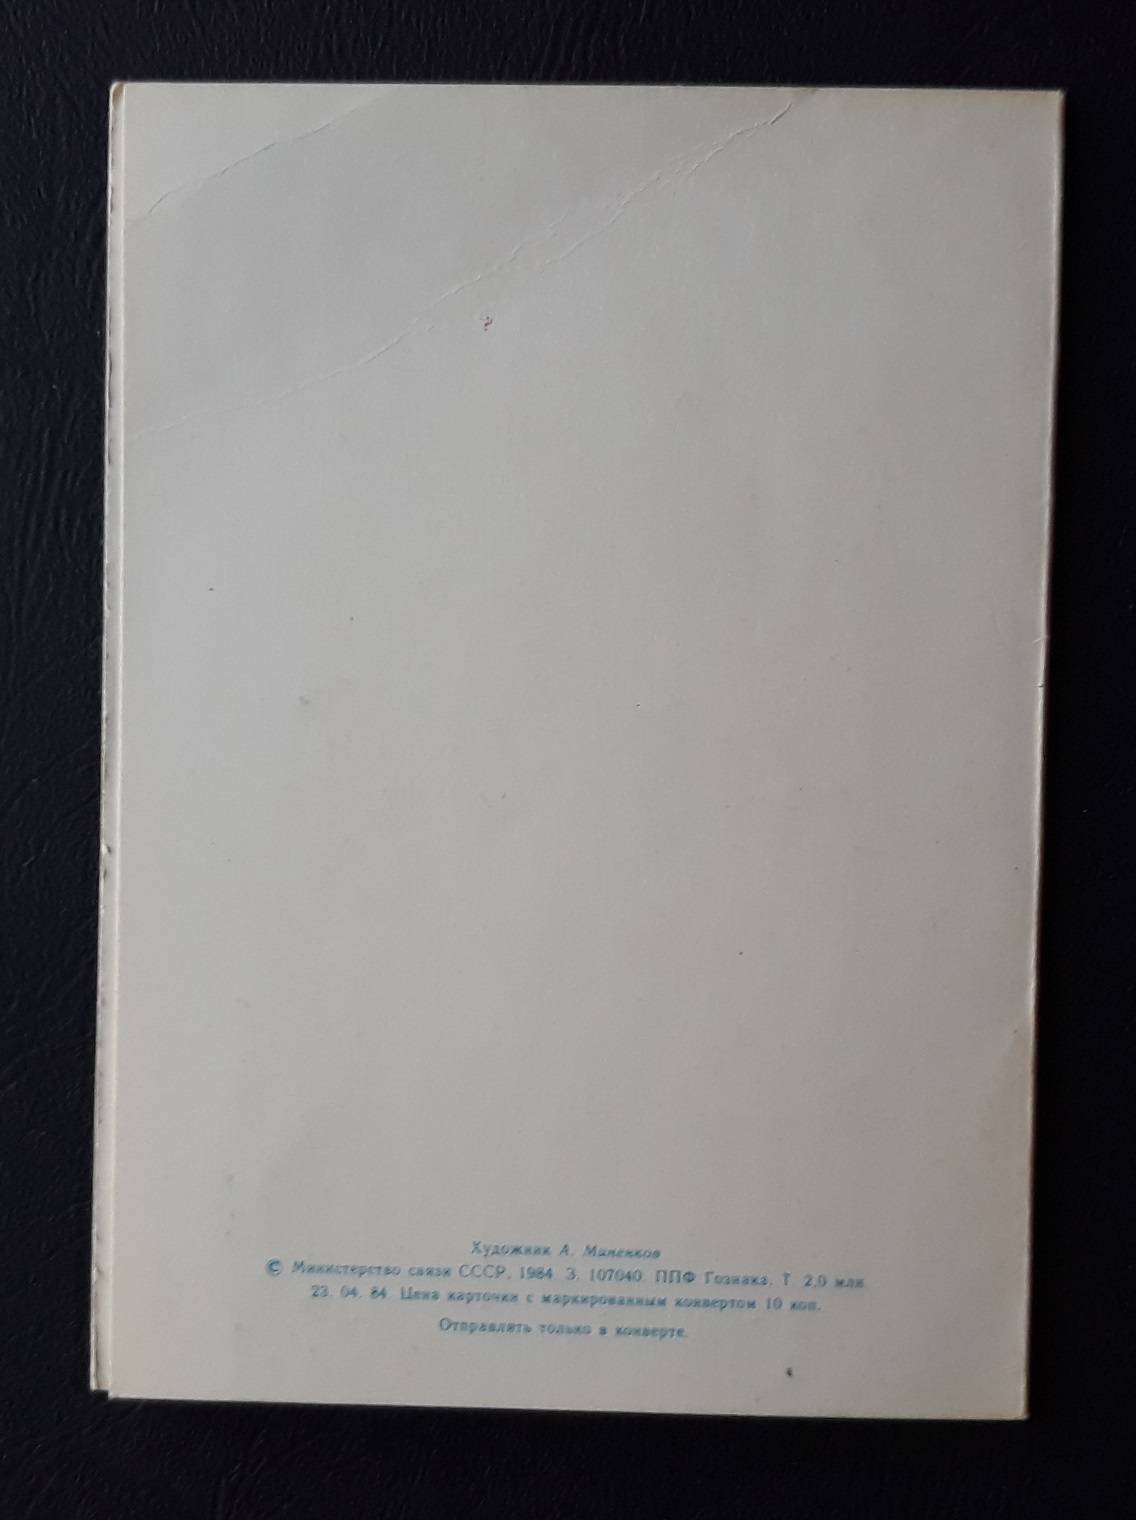 Художник А. Миненков
© Министерство связи СССР, 1984. З. 107040. ППФ Гознака. Т. 2,0 млн.
23. 04. 84. Цена карточки с маркированным конвертом 10 коп.
Отправлять только в конверте.